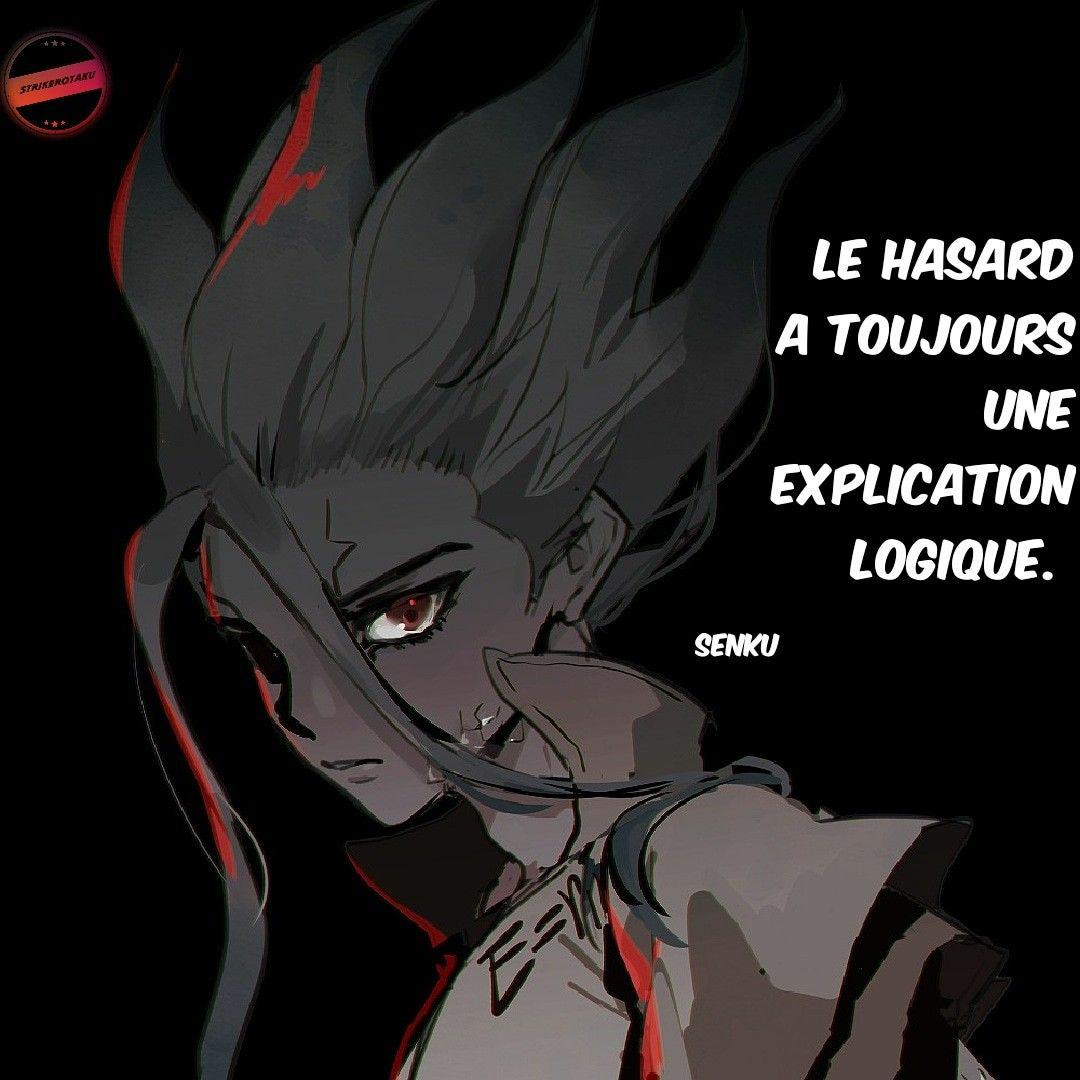 STRIKEROTAKU
LE HASARD
A TOUJOURS
UNE
EXPLICATION
LOGIQUE.
SENKU
E=m